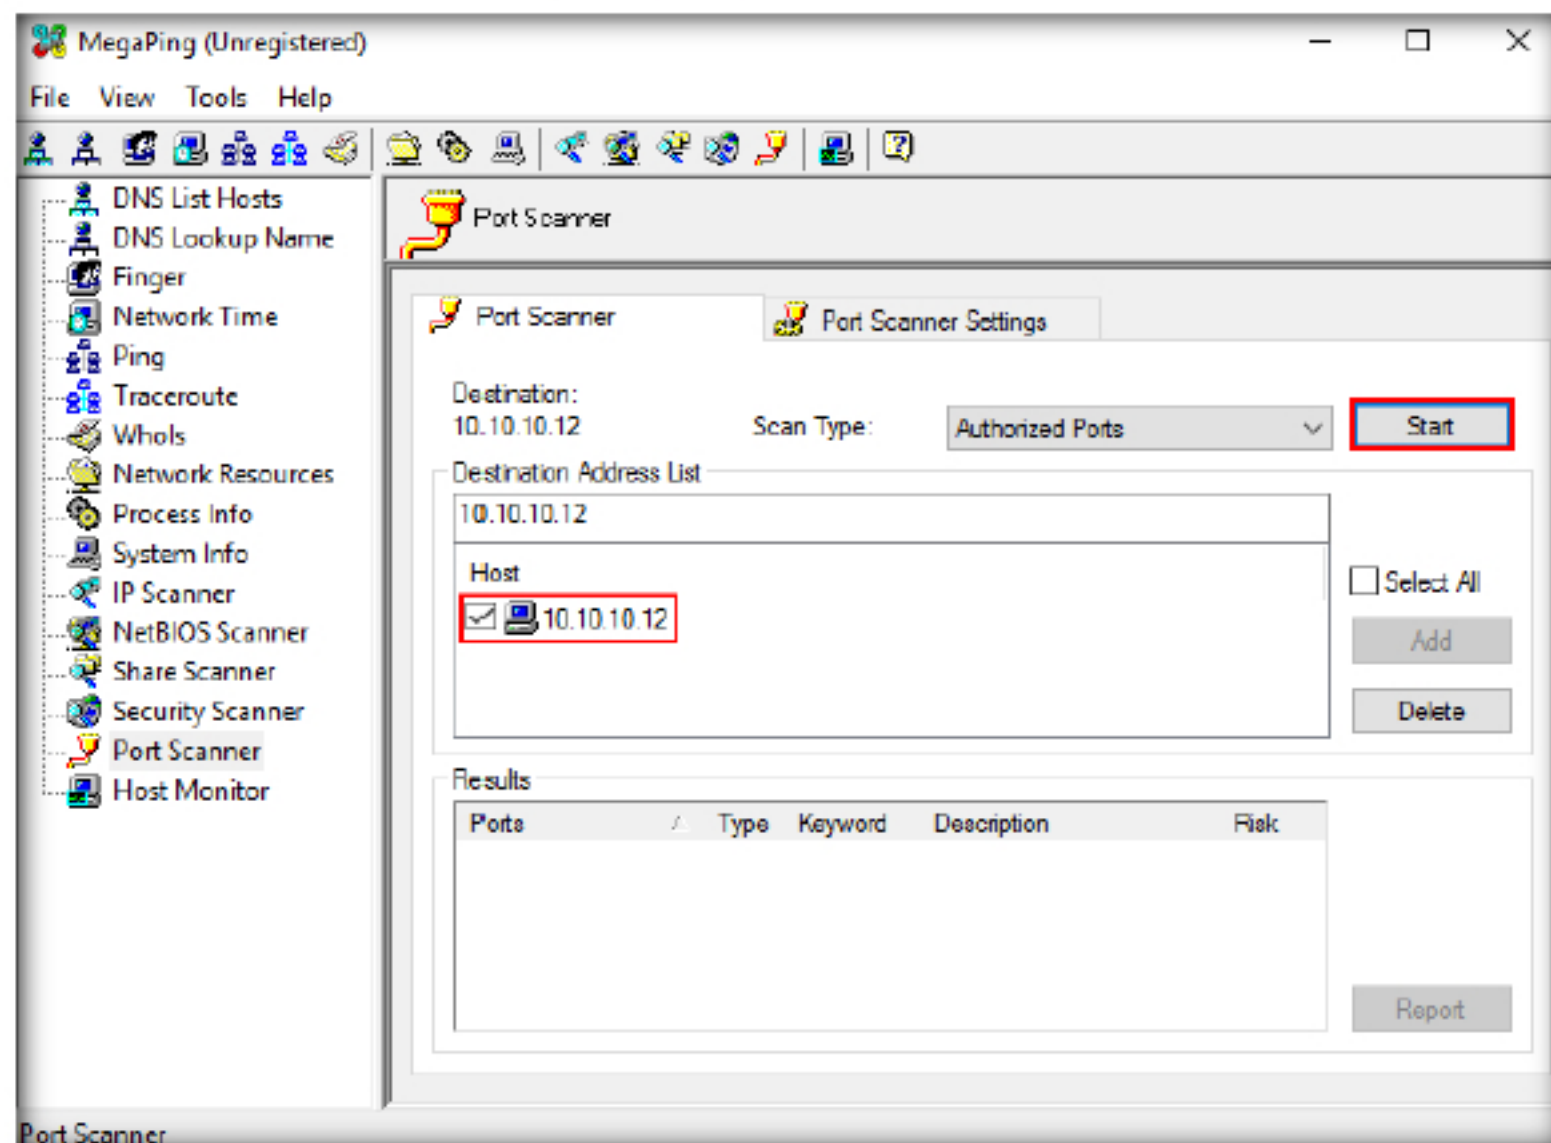 MegaPing (Unregistered)
File View Tools Help
DNS List Hosts
DNS Lookup Name
Finger
Network Time
Ping
Traceroute
WhoIs
Network Resources
Process Info
System Info
IP Scanner
NetBIOS Scanner
Share Scanner
Security Scanner
Port Scanner
Host Monitor
Port Scanner
Port Scanner
Port Scanner Settings
Destination:
10.10.10.12
Scan Type:
Authorized Ports
Start
Destination Address List
10.10.10.12
Host
10.10.10.12
Select All
Add
Delete
Results
Ports Type Keyword Description Risk
Report
Port Scanner